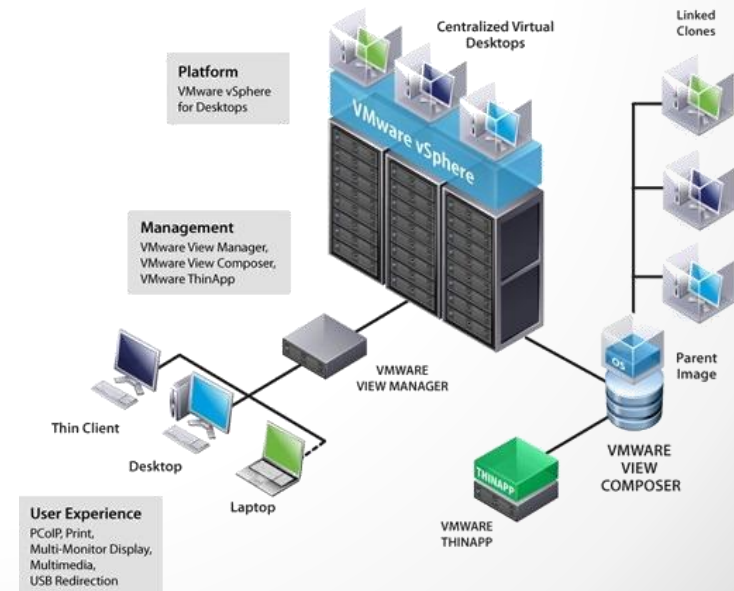 Centralized Virtual
Desktops
Linked
Clones
Platform
VMware vSphere
for Desktops
VMware vSphere
Management
VMware View Manager,
VMware View Composer,
VMware ThinApp
VMWARE
VIEW MANAGER
OS
Parent
Image
Thin Client
Desktop
Laptop
THINAPP
VMWARE
VIEW
COMPOSER
VMWARE
THINAPP
User Experience
PCoIP, Print,
Multi-Monitor Display,
Multimedia,
USB Redirection